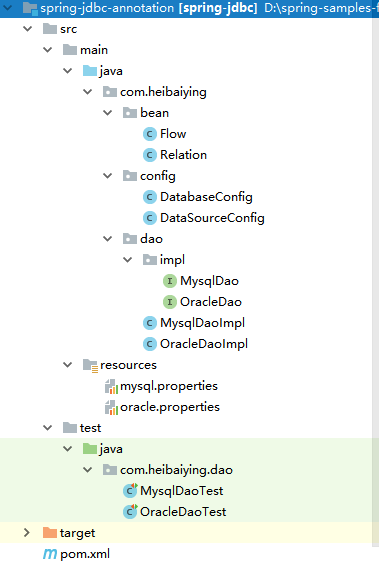 spring-jdbc-annotation [spring-jdbc] D:\spring-samples-f
src
main
java
com.heibaiying
bean
Flow
Relation
config
DatabaseConfig
DataSourceConfig
dao
impl
MysqlDao
OracleDao
MysqlDaoImpl
OracleDaoImpl
resources
mysql.properties
oracle.properties
test
java
com.heibaiying.dao
MysqlDaoTest
OracleDaoTest
target
pom.xml